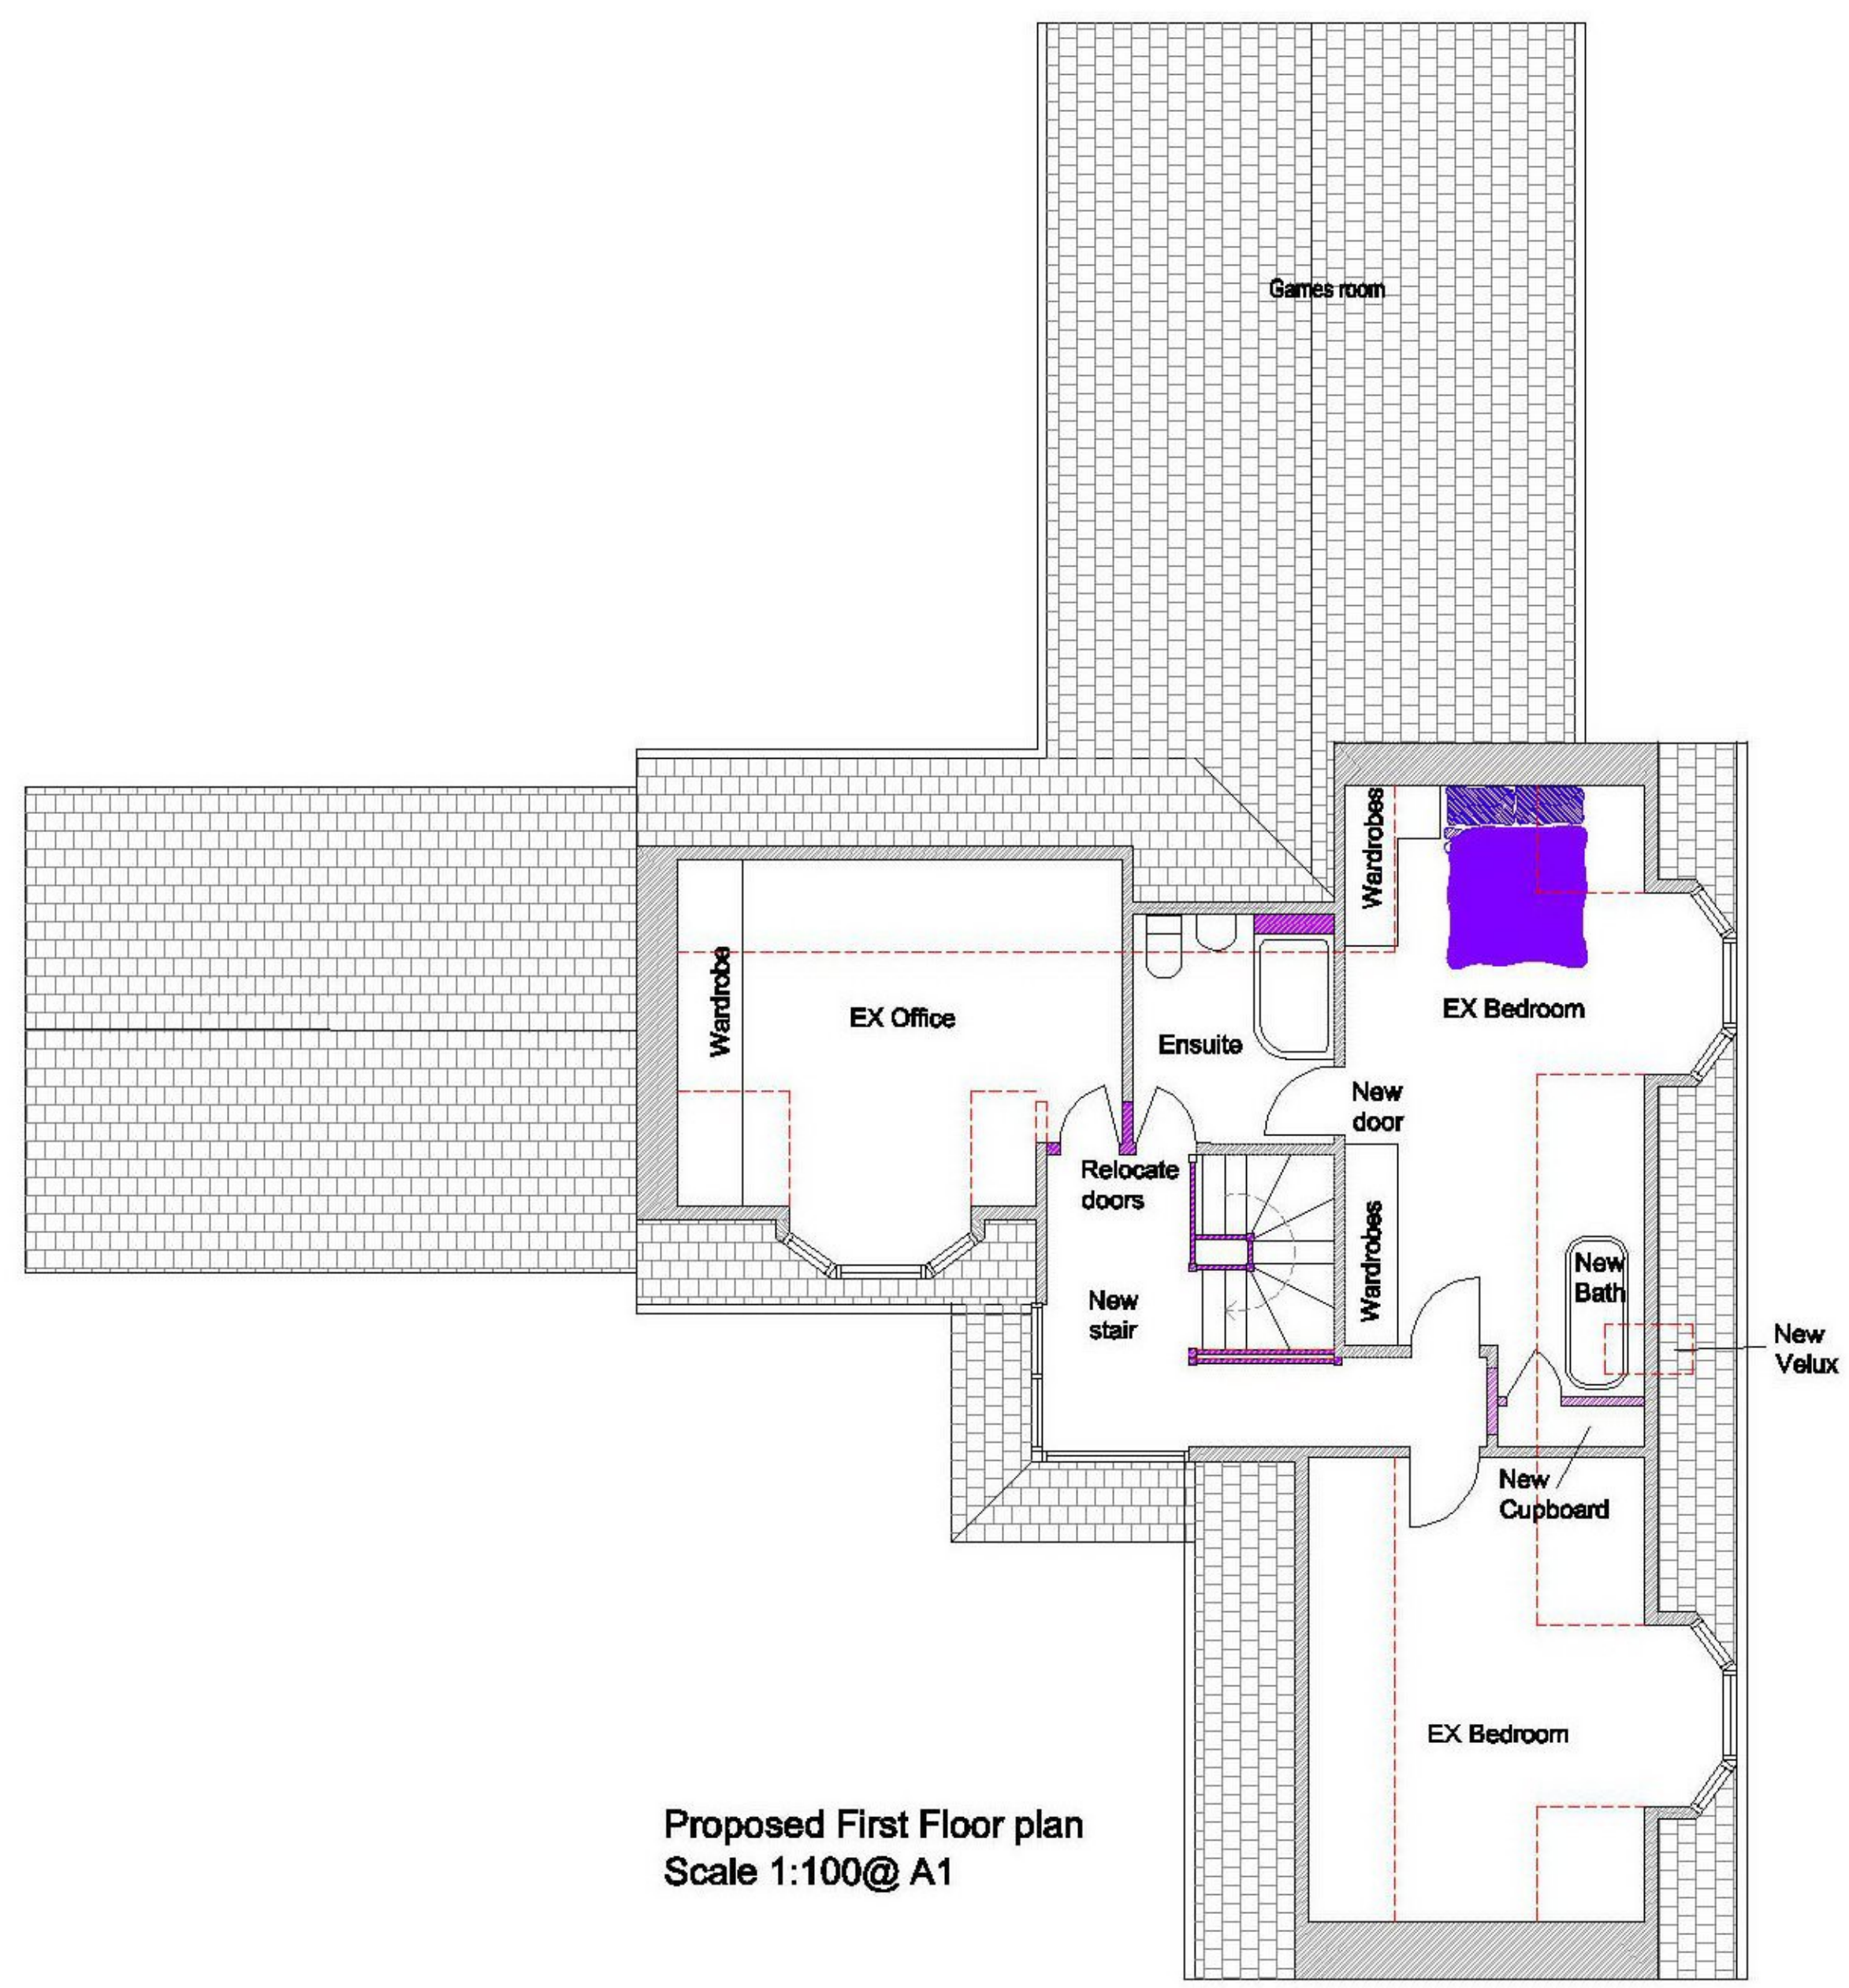 Games room
Wardrobes
Wardrobe
EX Office
EX Bedroom
Ensuite
New
door
Relocate
doors
Wardrobes
New
Bath
New
stair
New
Velux
New
Cupboard
EX Bedroom
Proposed First Floor plan
Scale 1:100@ A1